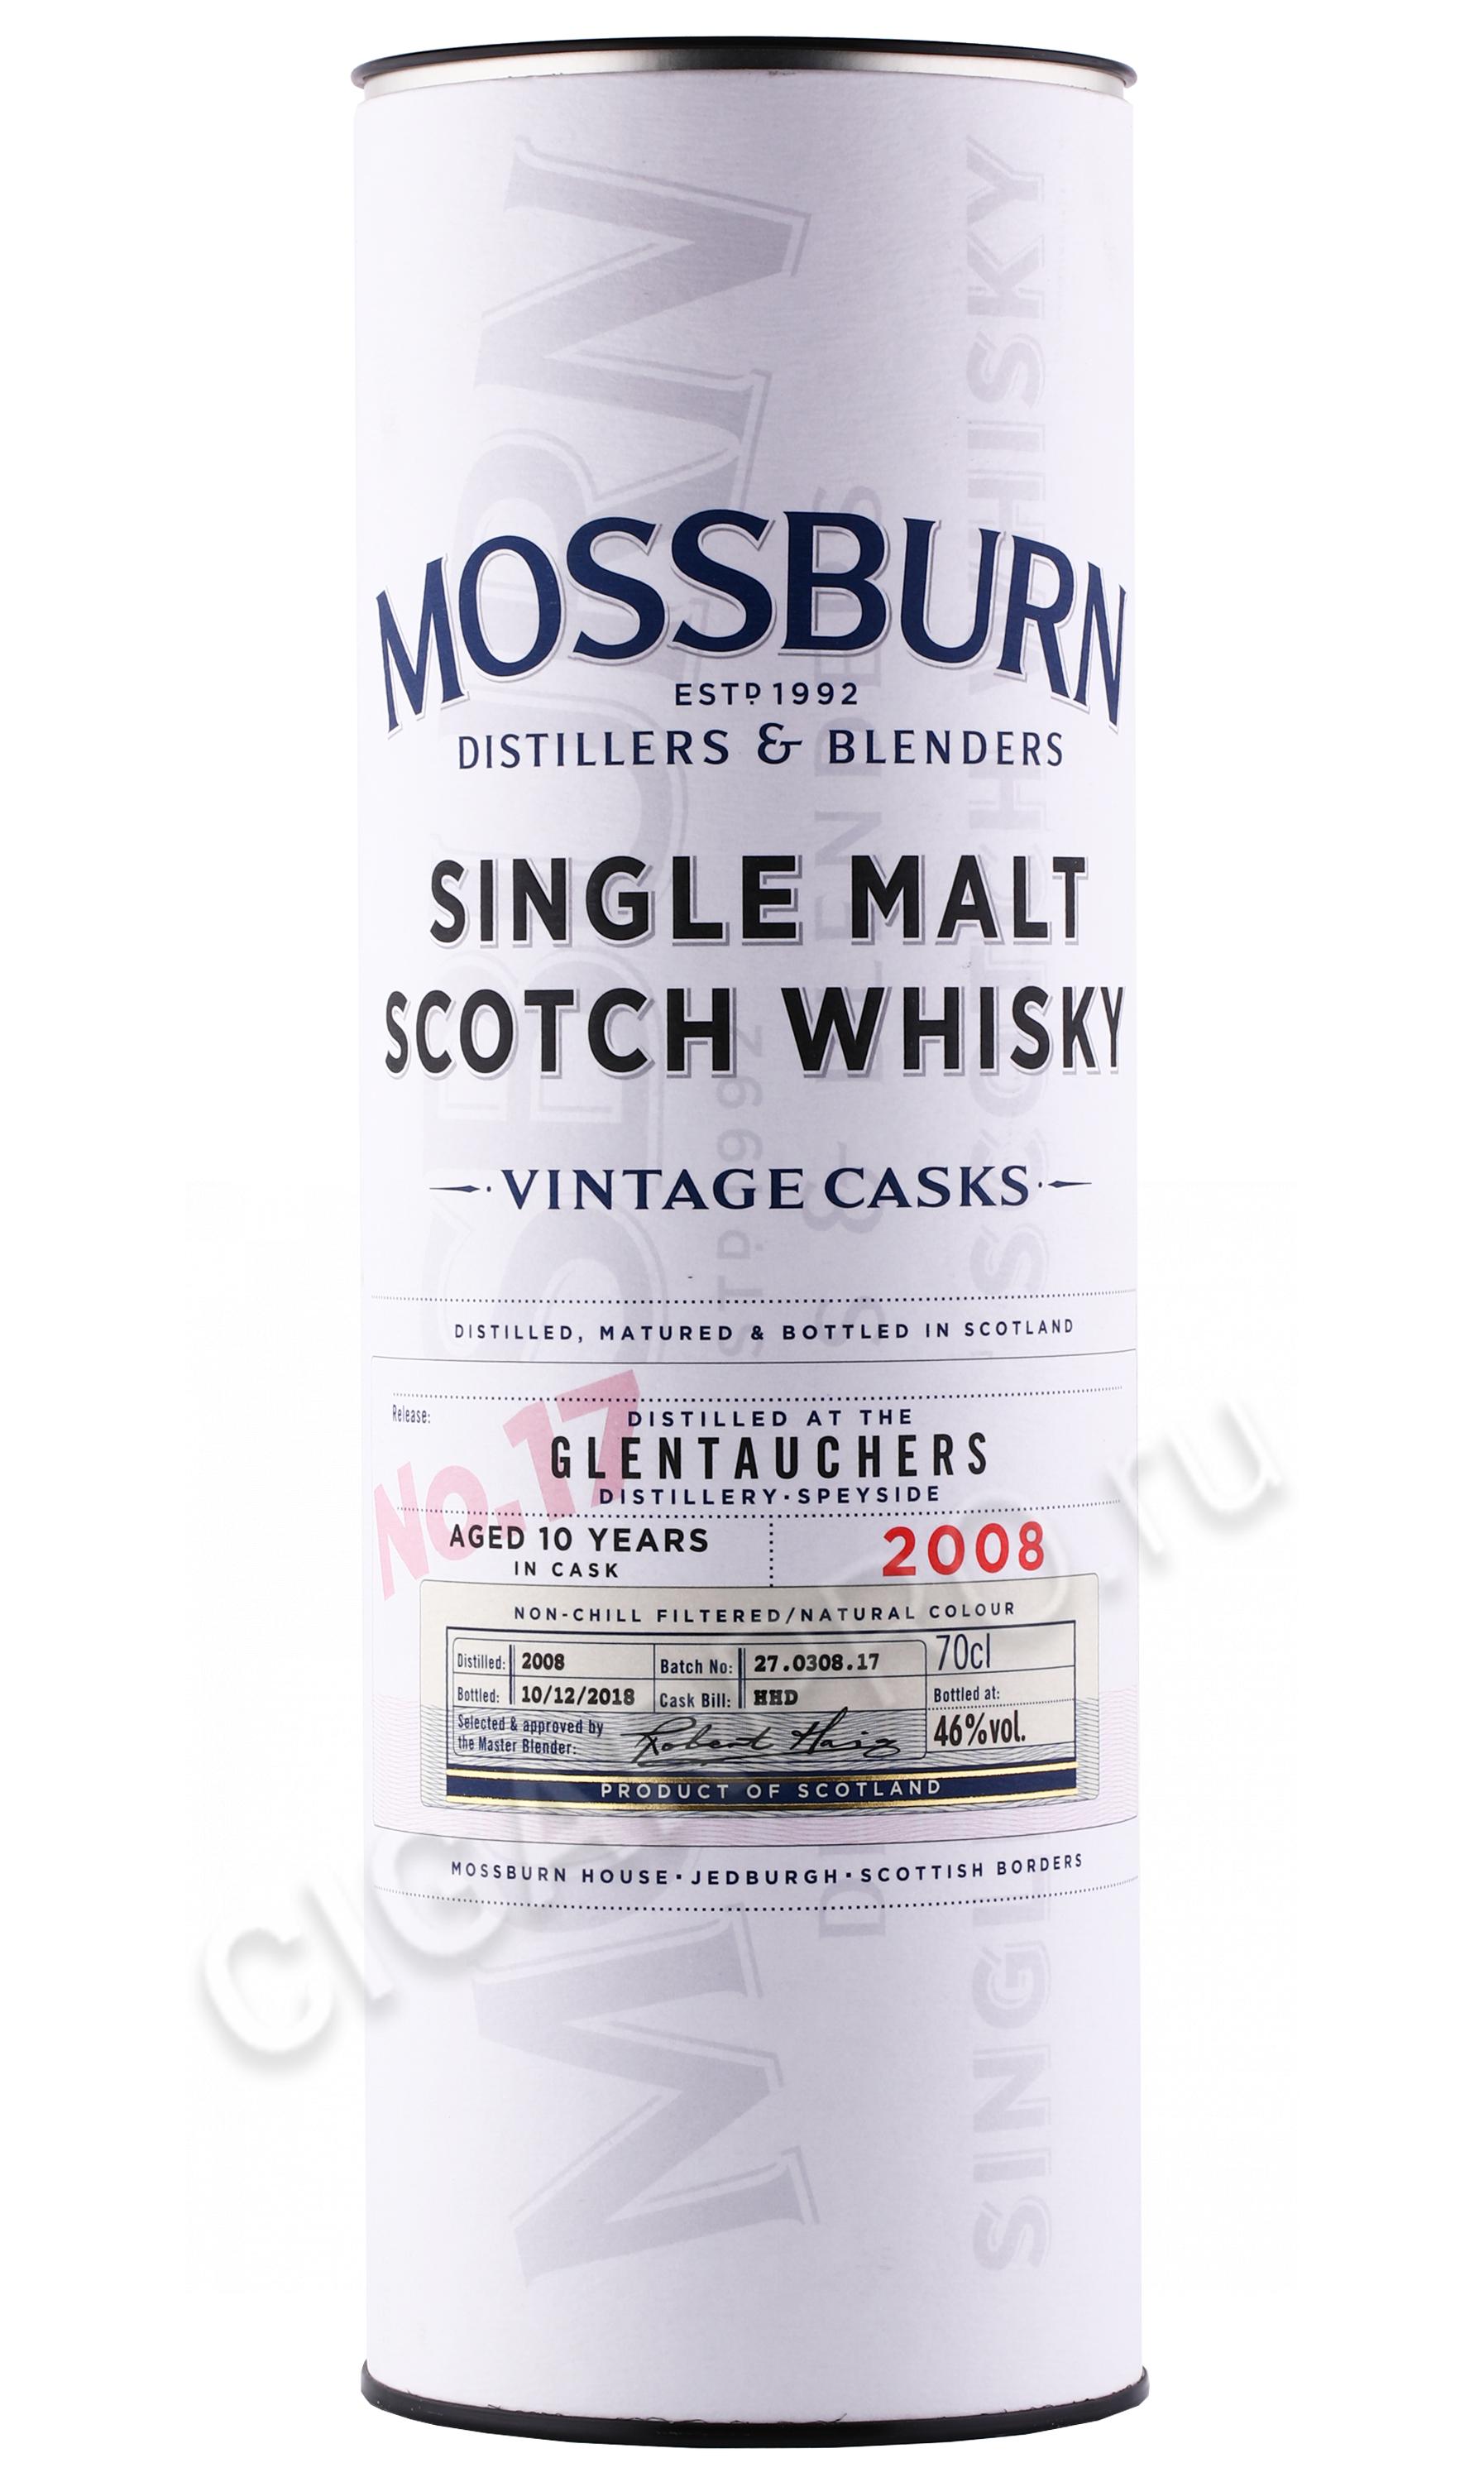 MOSSBURN
ESTD 1992
DISTILLERS & BLENDERS
SINGLE MALT
SCOTCH WHISKY
VINTAGE CASKS
DISTILLED, MATURED & BOTTLED IN SCOTLAND
Release:
No.17
DISTILLED AT THE
GLENTAUCHERS
DISTILLERY·SPEYSIDE
AGED 10 YEARS
IN CASK
2008
NON-CHILL FILTERED/NATURAL COLOUR
Distilled: 2008 Batch No: 27.0308.17 70cl
Bottled: 10/12/2018 Cask Bill: HHD Bottled at:
Selected & approved by
the Master Blender: Robert Haig 46%vol.
PRODUCT OF SCOTLAND
MOSSBURN HOUSE·JEDBURGH·SCOTTISH BORDERS